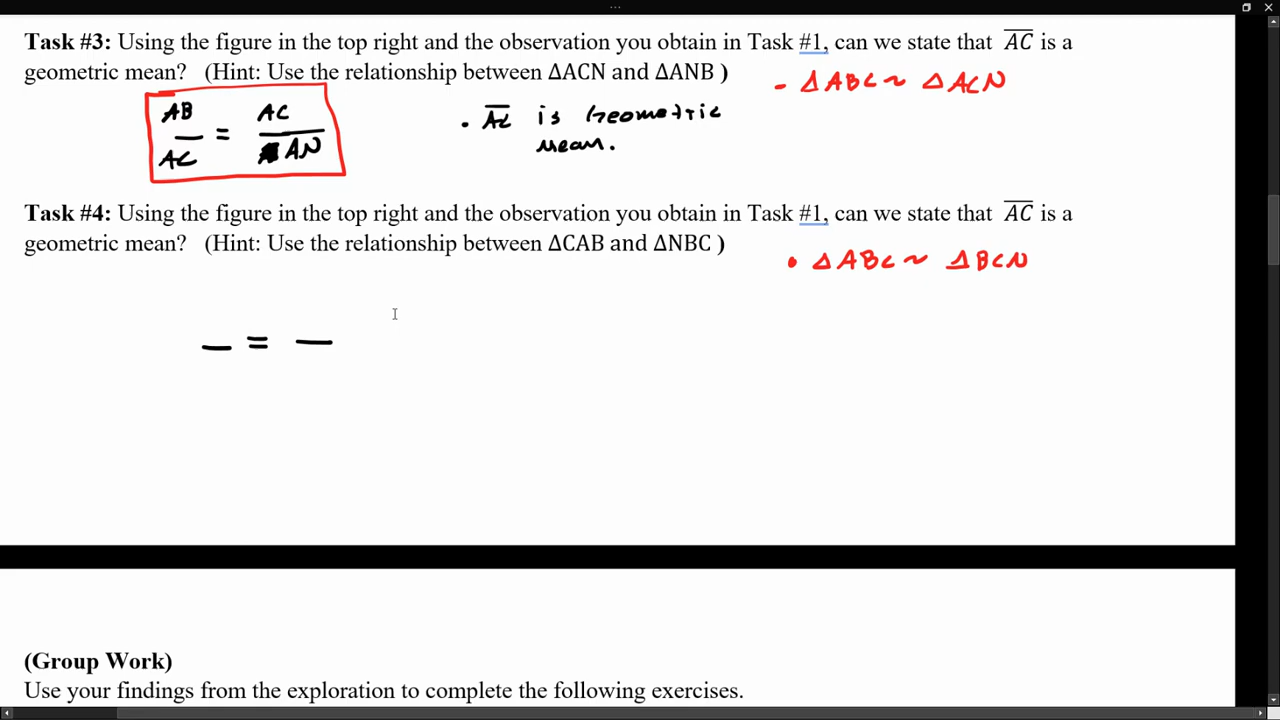 Task #3: Using the figure in the top right and the observation you obtain in Task #1, can we state that AC is a
geometric mean? (Hint: Use the relationship between ΔACN and ΔANB )
- Δ ABC ~ Δ ACN
AB/AC = AC/AN
• AC is Geometric
mean.
Task #4: Using the figure in the top right and the observation you obtain in Task #1, can we state that AC is a
geometric mean? (Hint: Use the relationship between ΔCAB and ΔNBC )
• Δ ABC ~ Δ BCN
— = —
(Group Work)
Use your findings from the exploration to complete the following exercises.